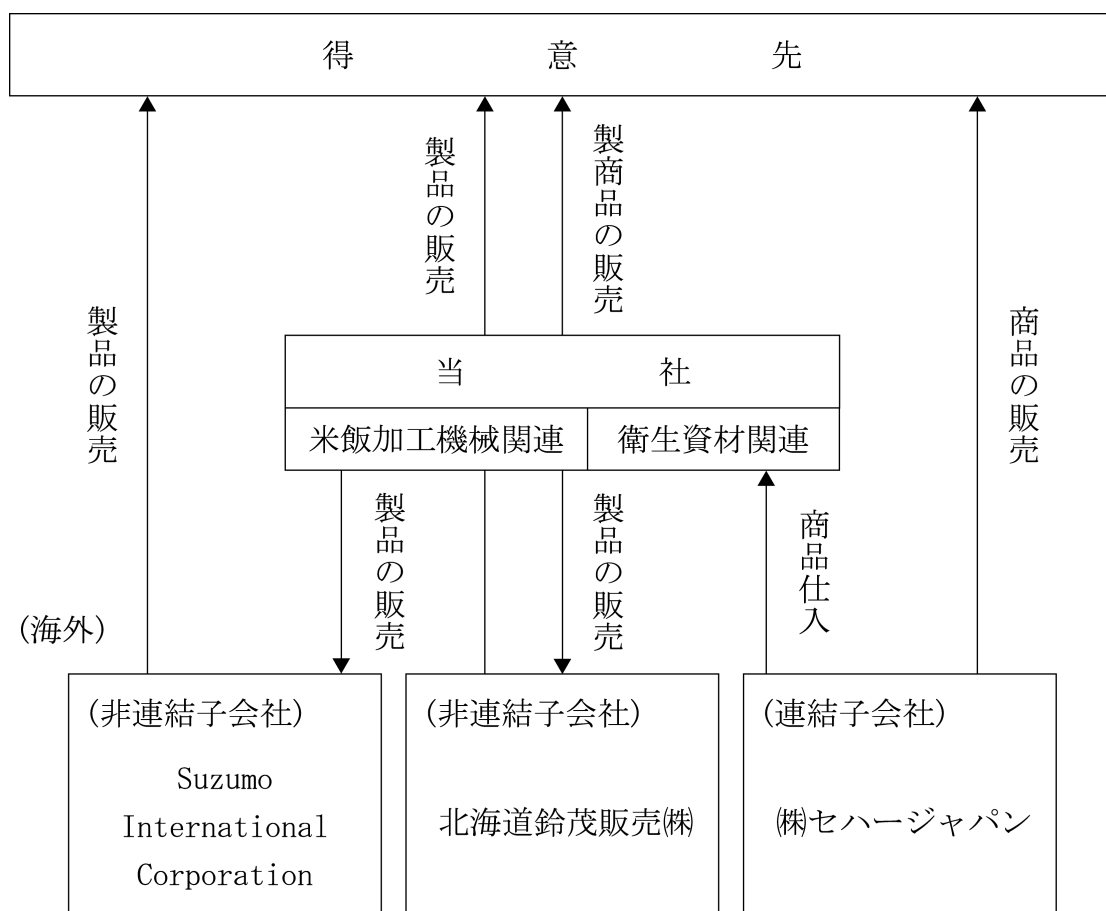 得意先
製品の販売
製商品の販売
製品の販売
商品の販売
当社
米飯加工機械関連
衛生資材関連
製品の販売
製品の販売
商品仕入
(海外)
(非連結子会社)
Suzumo
International
Corporation
(非連結子会社)
北海道鈴茂販売㈱
(連結子会社)
㈱セハージャパン